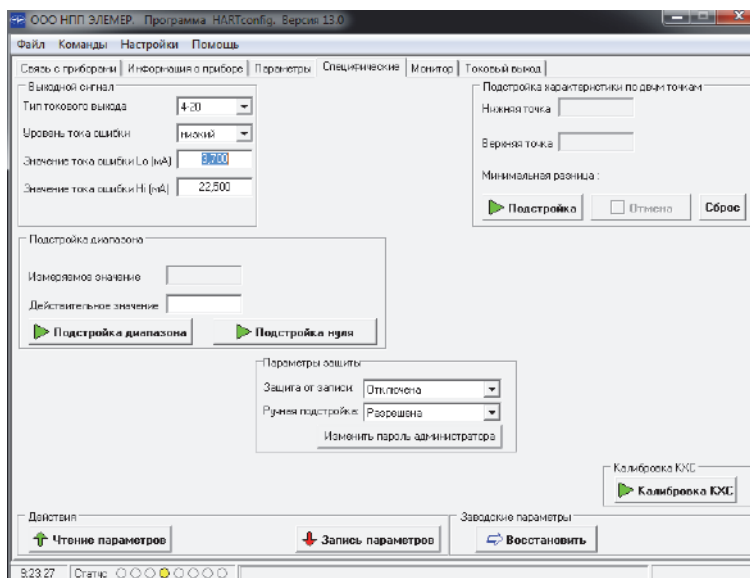 ООО НПП ЭЛЕМЕР. Программа HARTconfig. Версия 13.0
Файл Команды Настройки Помощь
Связь с приборами Информация о приборе Параметры Специфические Монитор Токовый выход
Выходной сигнал
Тип токового выхода 4-20
Уровень тока ошибки низкий
Значение тока ошибки Lo (мА) 3,700
Значение тока ошибки Hi (мА) 22,500
Подстройка характеристики по двум точкам
Нижняя точка
Верхняя точка
Минимальная разница :
Подстройка Отмена Сброс
Подстройка диапазона
Измеряемое значение
Действительное значение
Подстройка диапазона Подстройка нуля
Параметры защиты
Защита от записи: Отключена
Ручная подстройка: Разрешена
Изменить пароль администратора
Калибровка КХС
Калибровка КХС
Действия
Чтение параметров Запись параметров
Заводские параметры
Восстановить
9:23:27 Статус